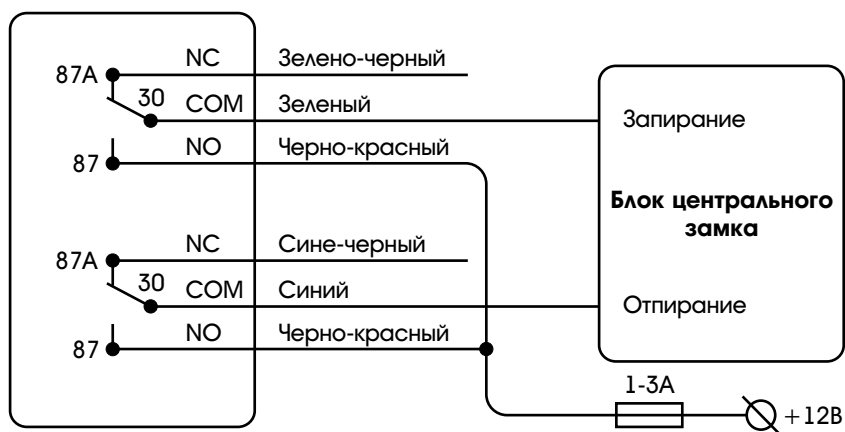 87A NC Зелено-черный
30 COM Зеленый
87 NO Черно-красный
87A NC Сине-черный
30 COM Синий
87 NO Черно-красный
Запирание
Блок центрального
замка
Отпирание
1-3А
+12В